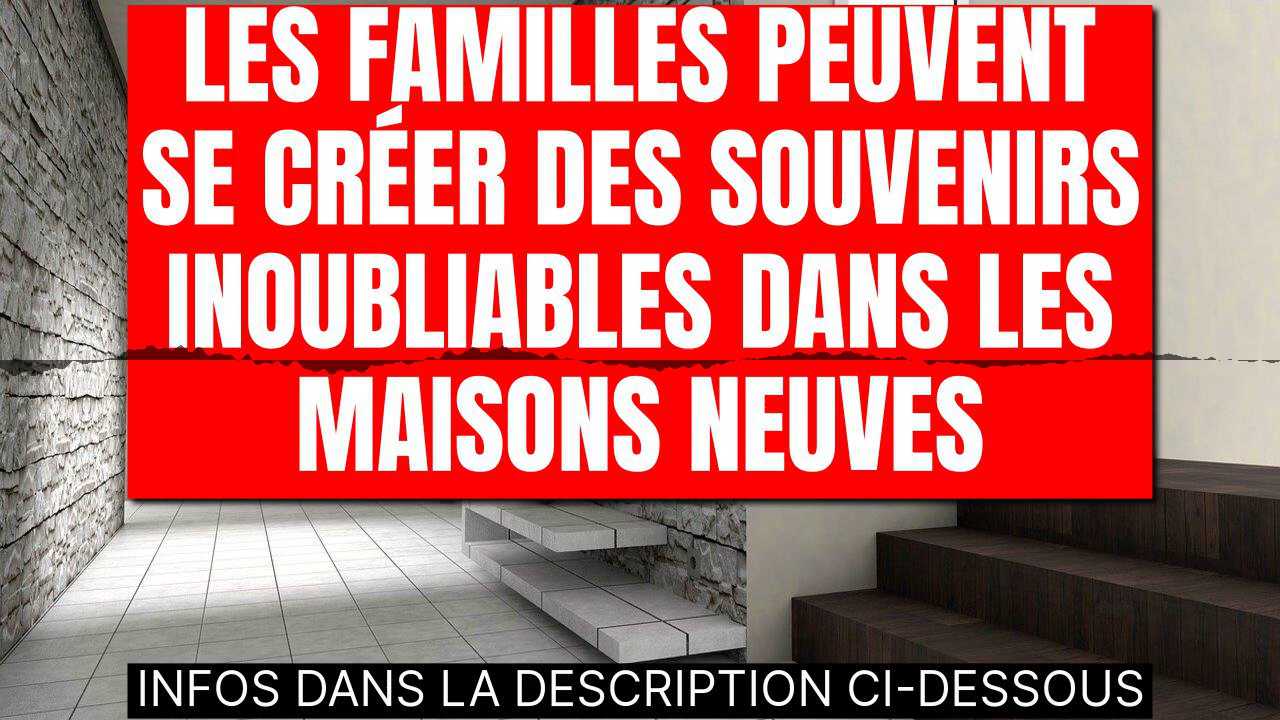 LES FAMILLES PEUVENT
SE CRÉER DES SOUVENIRS
INOUBLIABLES DANS LES
MAISONS NEUVES
INFOS DANS LA DESCRIPTION CI-DESSOUS